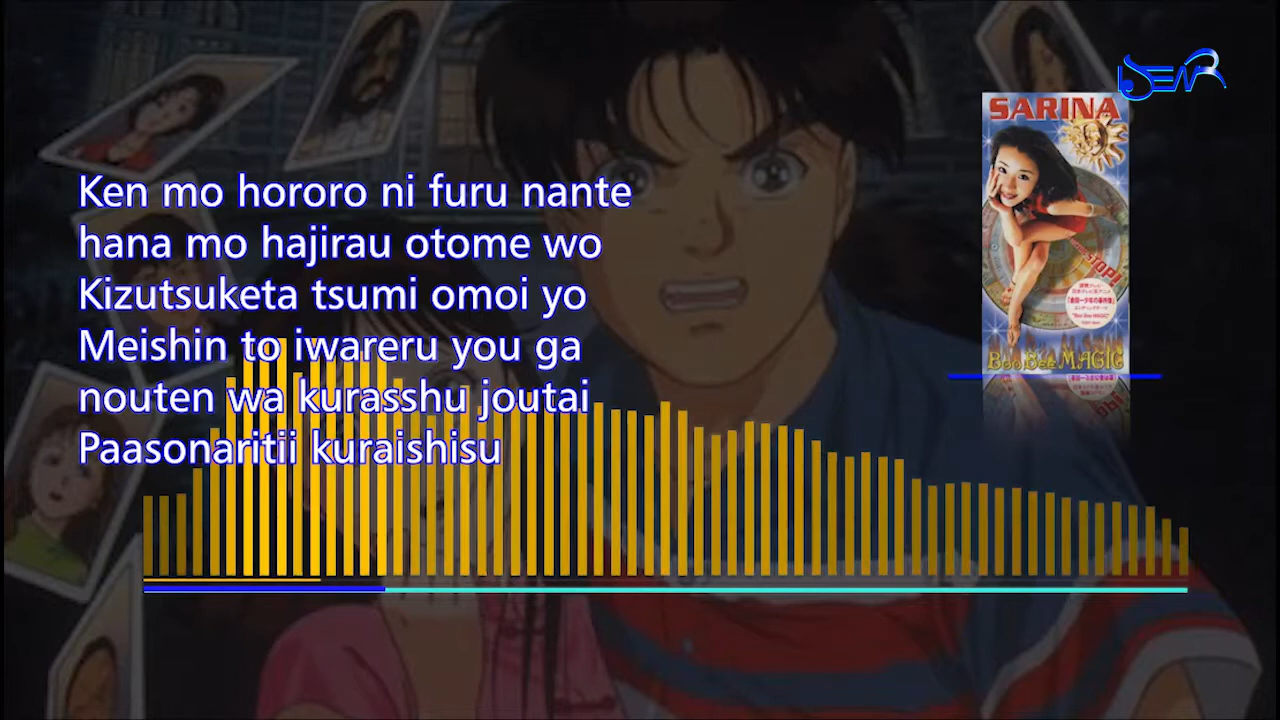 SARINA
Ken mo hororo ni furu nante
hana mo hajirau otome wo
Kizutsuketa tsumi omoi yo
Meishin to iwareru you ga
nouten wa kurasshu joutai
Paasonaritii kuraishisu
STOP!
Boo Bee MAGIC